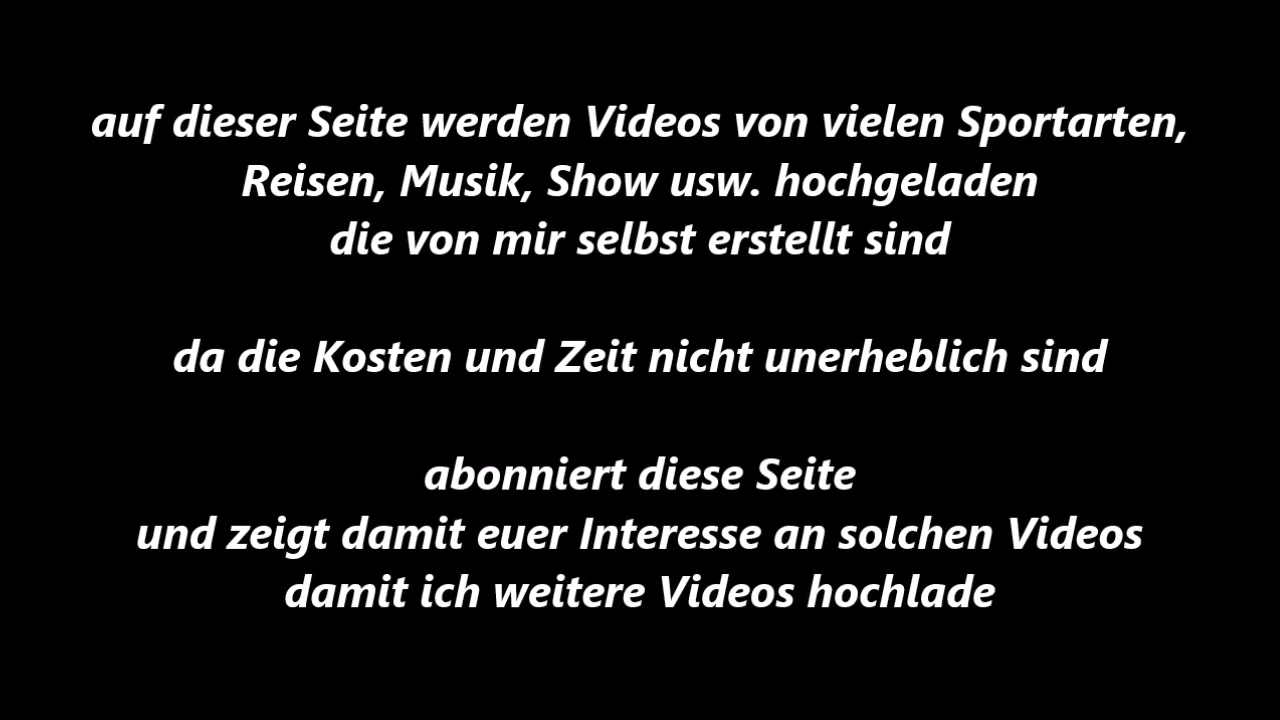 auf dieser Seite werden Videos von vielen Sportarten,
Reisen, Musik, Show usw. hochgeladen
die von mir selbst erstellt sind
da die Kosten und Zeit nicht unerheblich sind
abonniert diese Seite
und zeigt damit euer Interesse an solchen Videos
damit ich weitere Videos hochlade